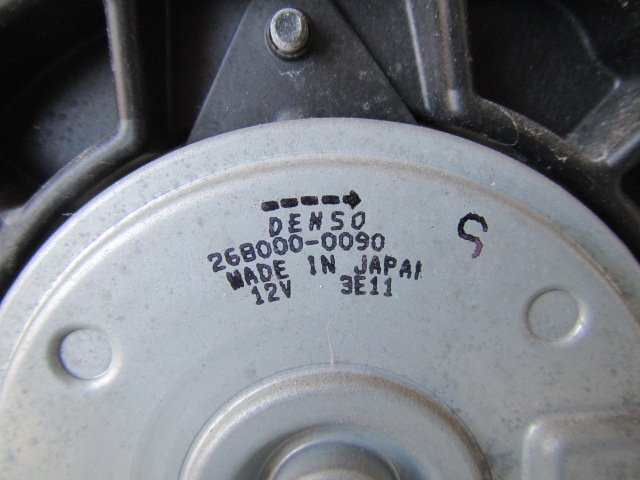 DENSO
268000-0090
MADE IN JAPAN
12V 3E11